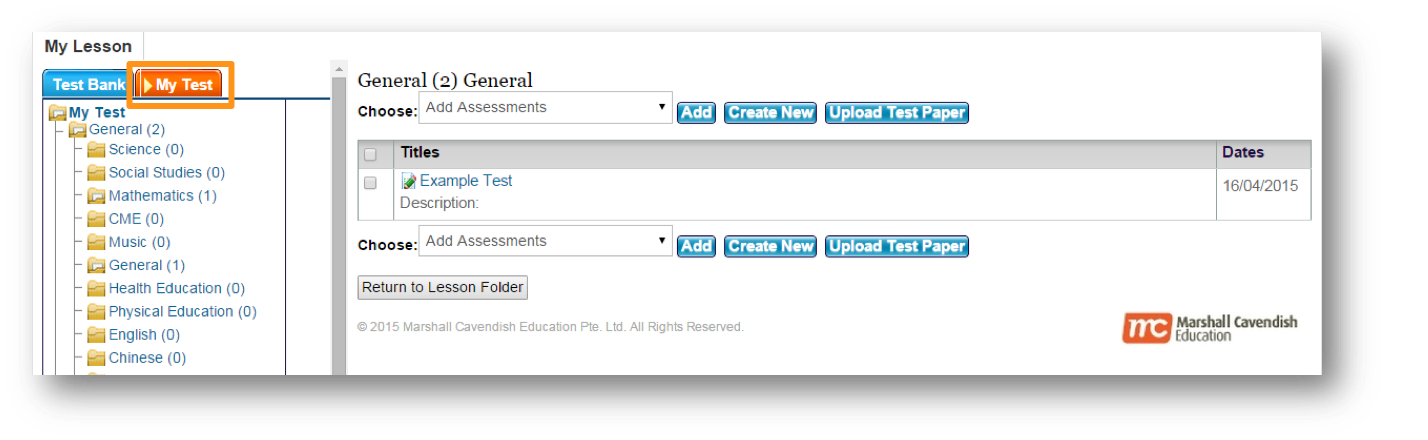 My Lesson
Test Bank My Test
My Test
General (2)
Science (0)
Social Studies (0)
Mathematics (1)
CME (0)
Music (0)
General (1)
Health Education (0)
Physical Education (0)
English (0)
Chinese (0)
General (2) General
Choose: Add Assessments Add Create New Upload Test Paper
Titles Dates
Example Test 16/04/2015
Description:
Choose: Add Assessments Add Create New Upload Test Paper
Return to Lesson Folder
© 2015 Marshall Cavendish Education Pte. Ltd. All Rights Reserved.
mc Marshall Cavendish
Education